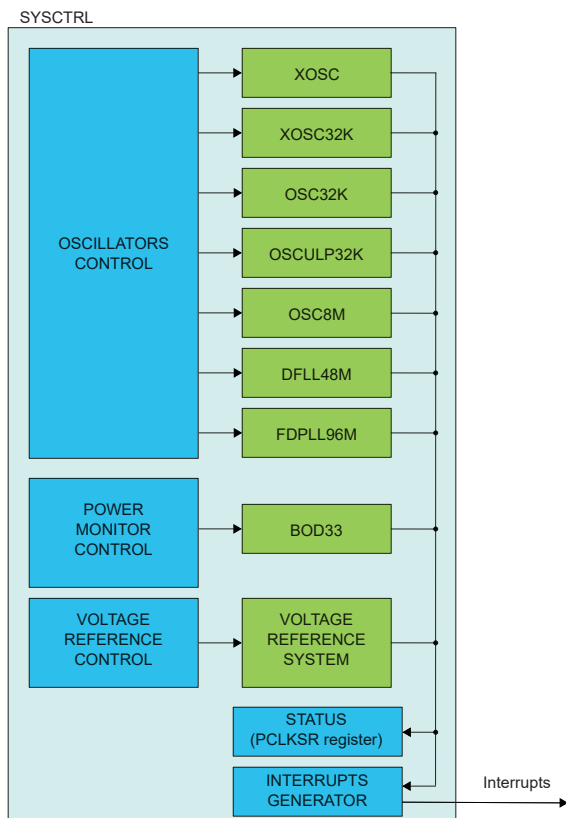 SYSCTRL
OSCILLATORS
CONTROL
XOSC
XOSC32K
OSC32K
OSCULP32K
OSC8M
DFLL48M
FDPLL96M
POWER
MONITOR
CONTROL
BOD33
VOLTAGE
REFERENCE
CONTROL
VOLTAGE
REFERENCE
SYSTEM
STATUS
(PCLKSR register)
INTERRUPTS
GENERATOR
Interrupts